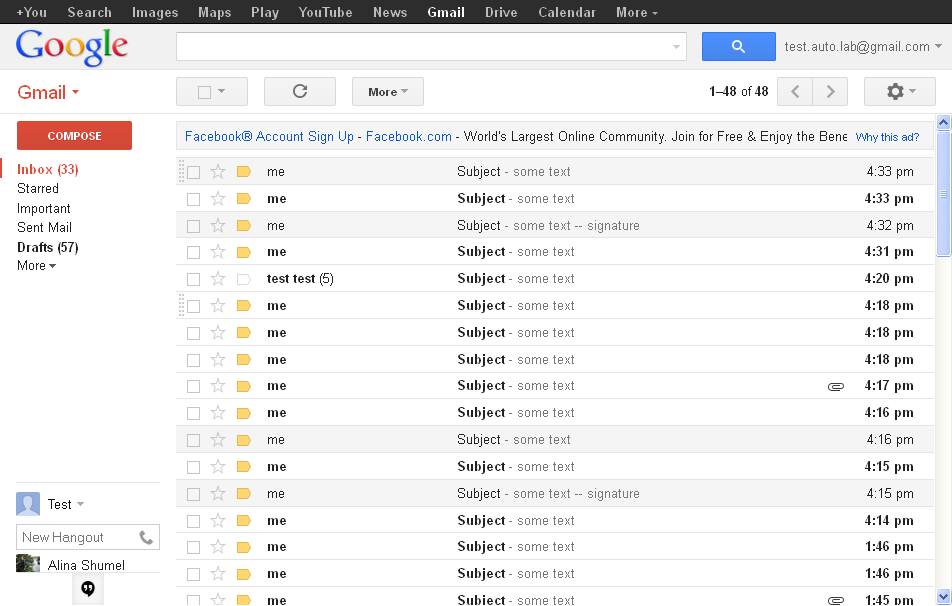 +You Search Images Maps Play YouTube News Gmail Drive Calendar More
Google test.auto.lab@gmail.com
Gmail More 1–48 of 48
COMPOSE
Facebook® Account Sign Up - Facebook.com - World's Largest Online Community. Join for Free & Enjoy the Bene Why this ad?
Inbox (33)
Starred
Important
Sent Mail
Drafts (57)
More
me Subject - some text 4:33 pm
me Subject - some text 4:33 pm
me Subject - some text -- signature 4:32 pm
me Subject - some text 4:31 pm
test test (5) Subject - some text 4:20 pm
me Subject - some text 4:18 pm
me Subject - some text 4:18 pm
me Subject - some text 4:18 pm
me Subject - some text 4:17 pm
me Subject - some text 4:16 pm
me Subject - some text 4:16 pm
me Subject - some text 4:15 pm
me Subject - some text -- signature 4:15 pm
me Subject - some text 4:14 pm
me Subject - some text 1:46 pm
me Subject - some text 1:46 pm
me Subject - some text 1:45 pm
Test
New Hangout
Alina Shumel